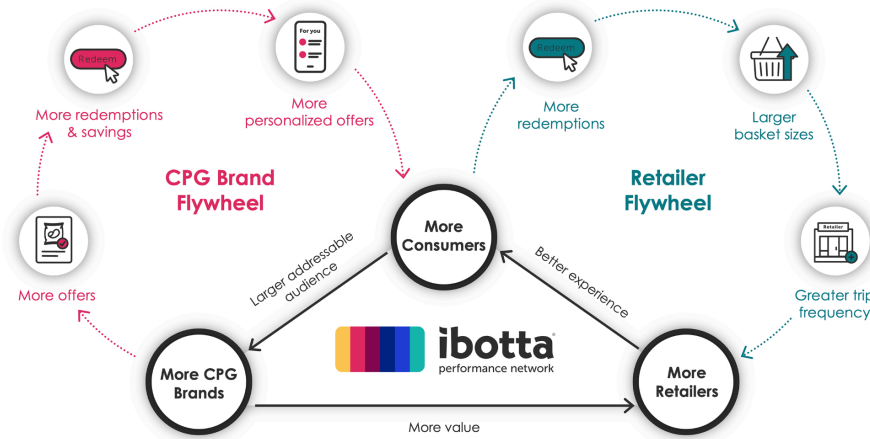 Redeem
More redemptions
& savings
For you
More
personalized offers
Redeem
More
redemptions
Larger
basket sizes
CPG Brand
Flywheel
Retailer
Flywheel
More
Consumers
Retailer
More offers
Larger addressable
audience
Better experience
Greater trip
frequency
ibotta
performance network
More CPG
Brands
More
Retailers
More value